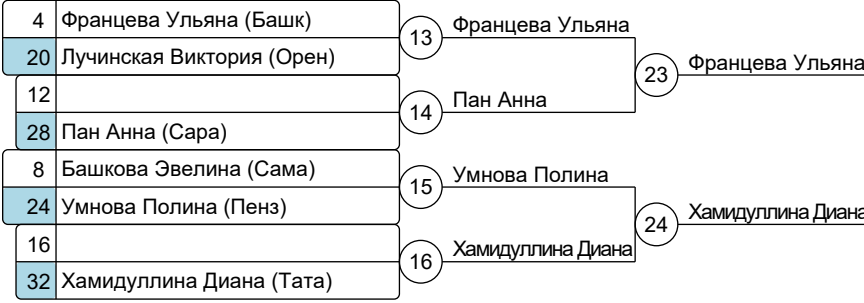 4 Францева Ульяна (Башк)
20 Лучинская Виктория (Орен)
13 Францева Ульяна
23 Францева Ульяна
12
28 Пан Анна (Сара)
14 Пан Анна
8 Башкова Эвелина (Сама)
24 Умнова Полина (Пенз)
15 Умнова Полина
24 Хамидуллина Диана
16
32 Хамидуллина Диана (Тата)
16 Хамидуллина Диана